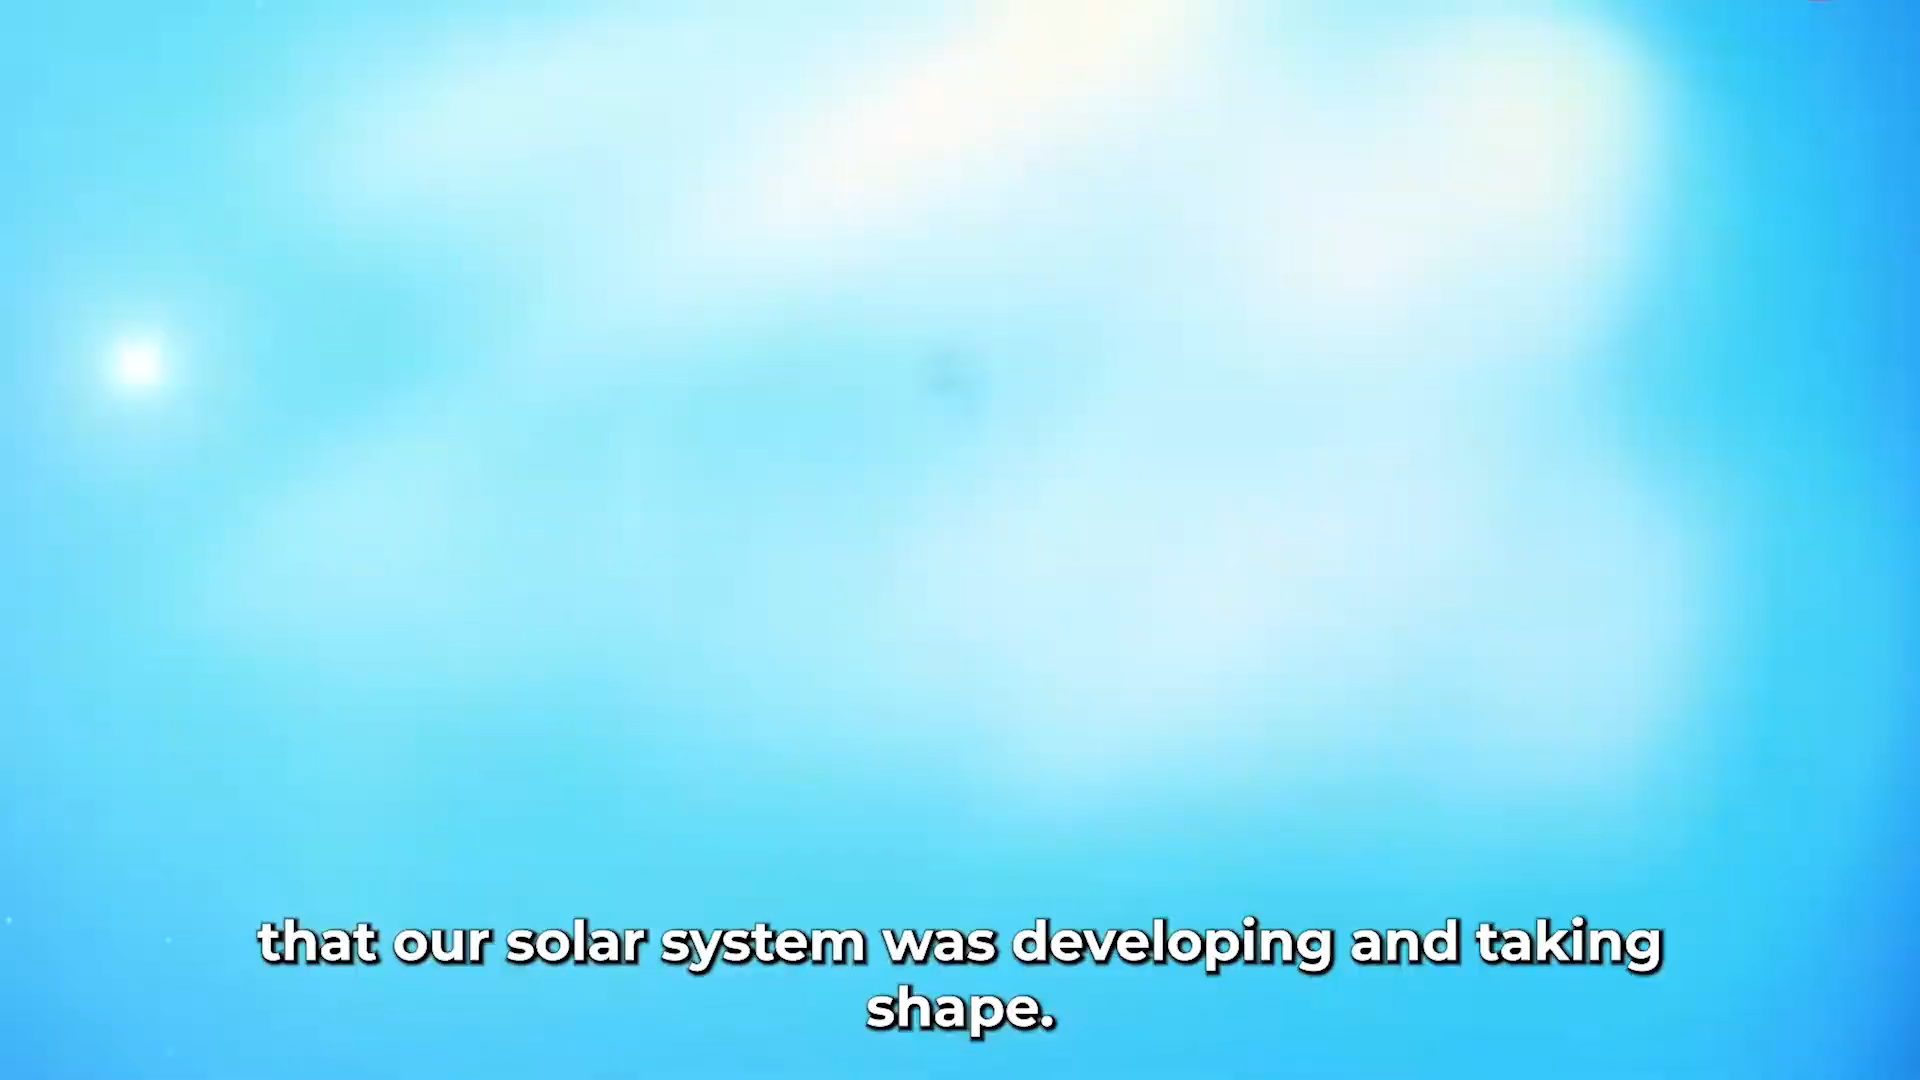 that our solar system was developing and taking
shape.